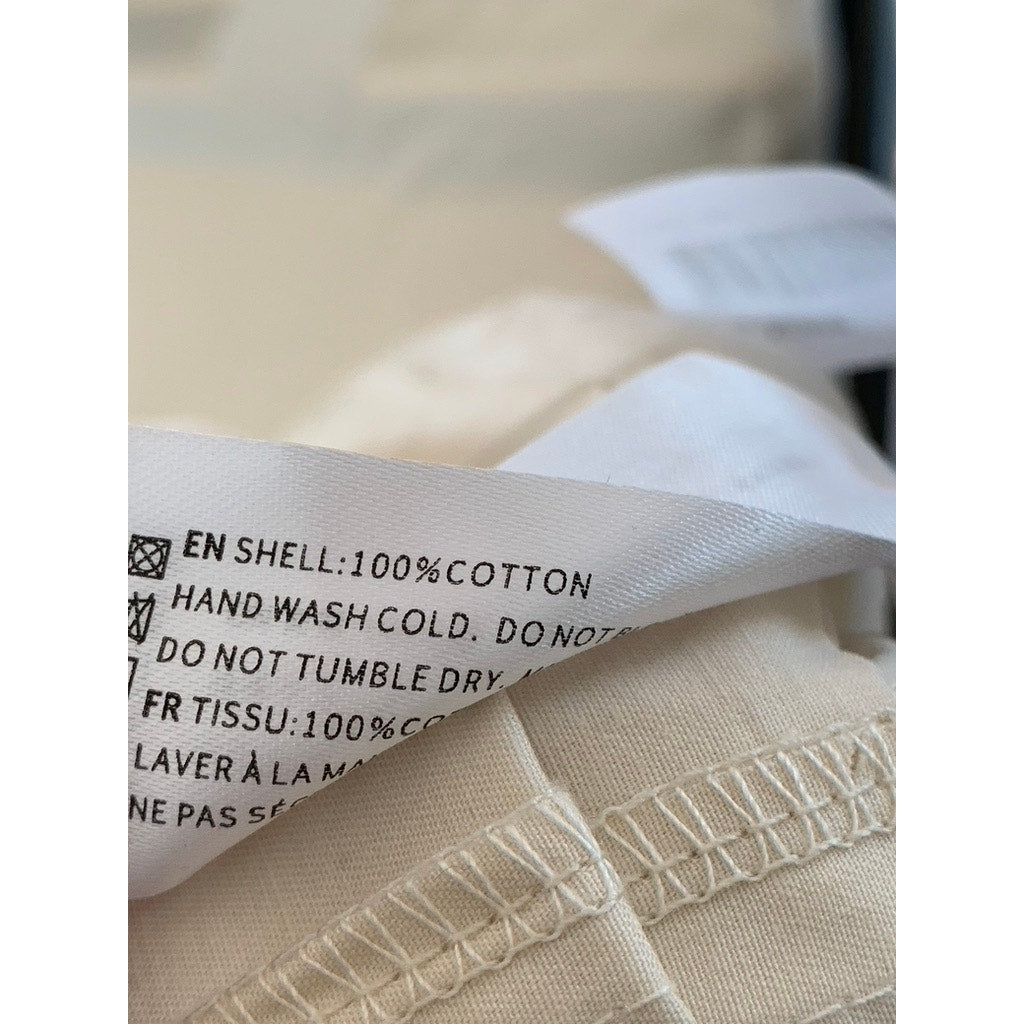 EN SHELL:100%COTTON
HAND WASH COLD. DO NOT
DO NOT TUMBLE DRY.
FR TISSU:100%
LAVER À LA
NE PAS